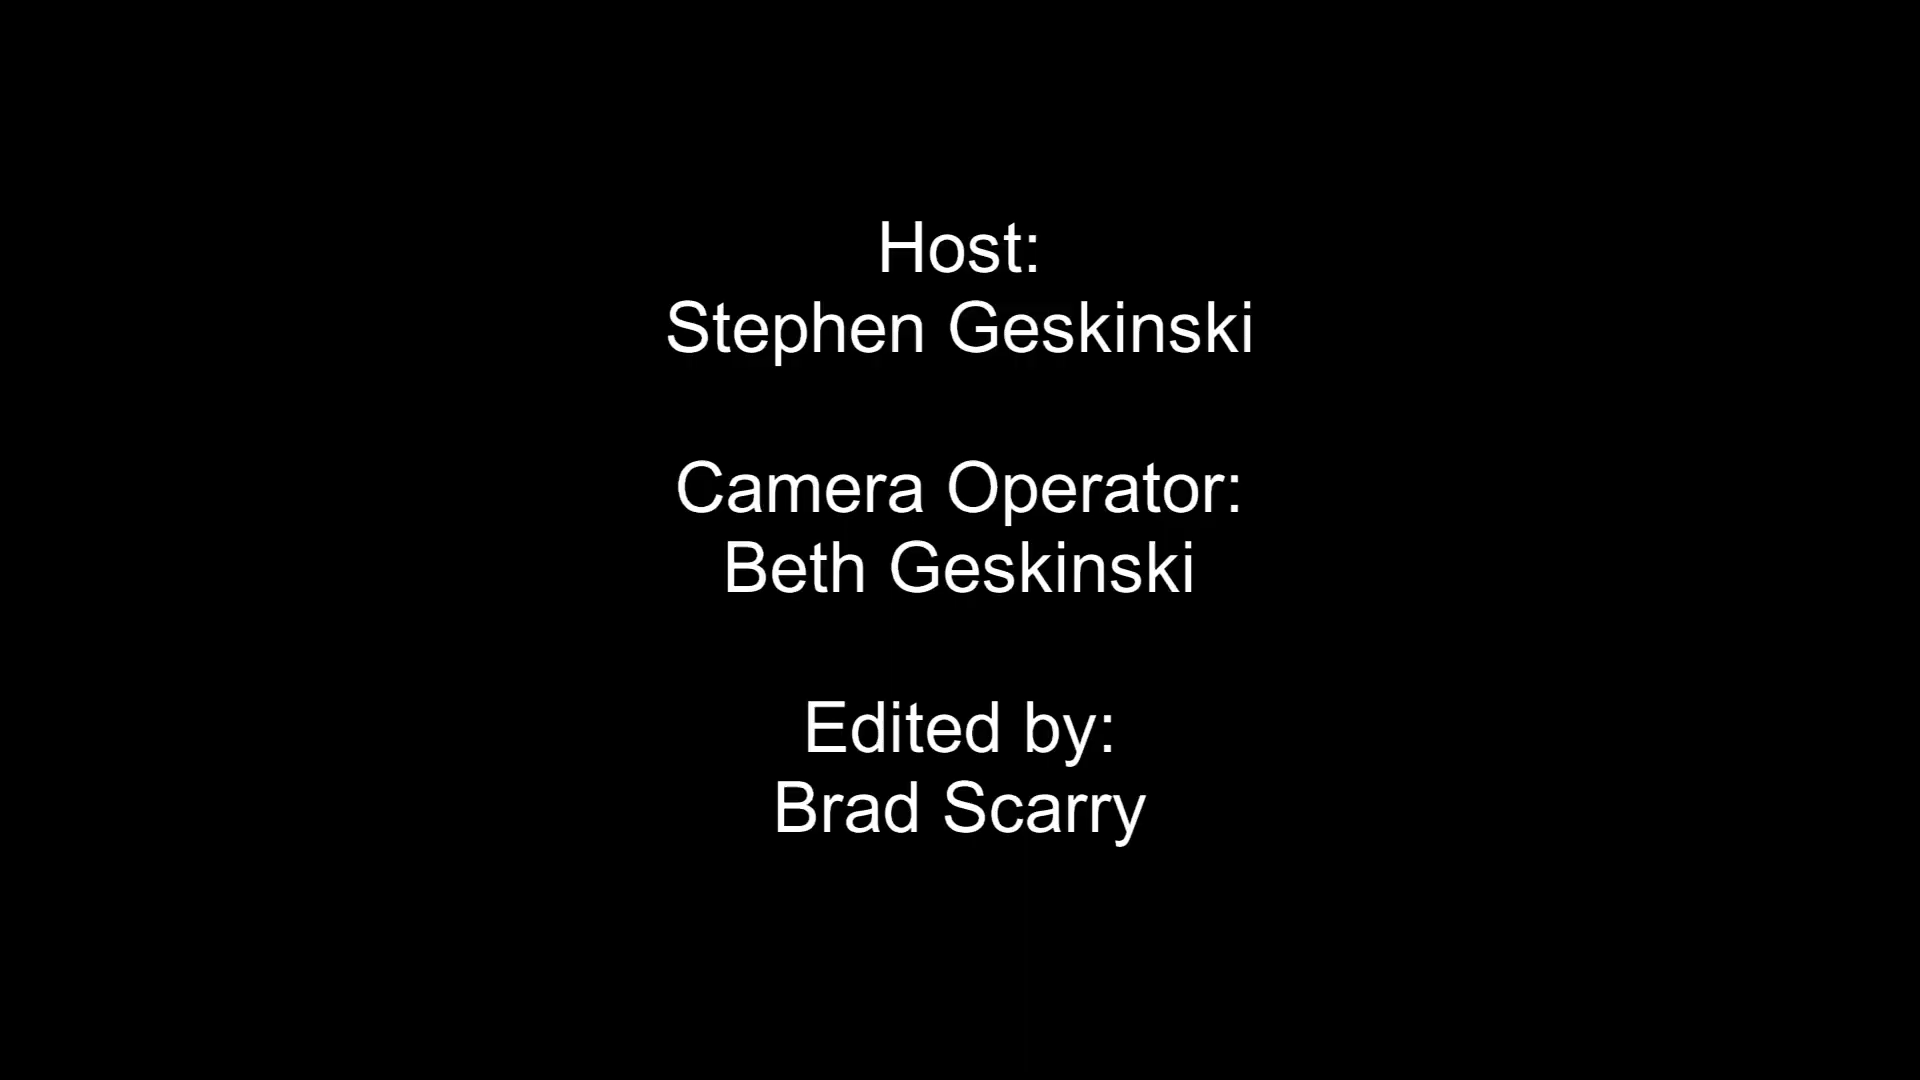 Host:
Stephen Geskinski
Camera Operator:
Beth Geskinski
Edited by:
Brad Scarry